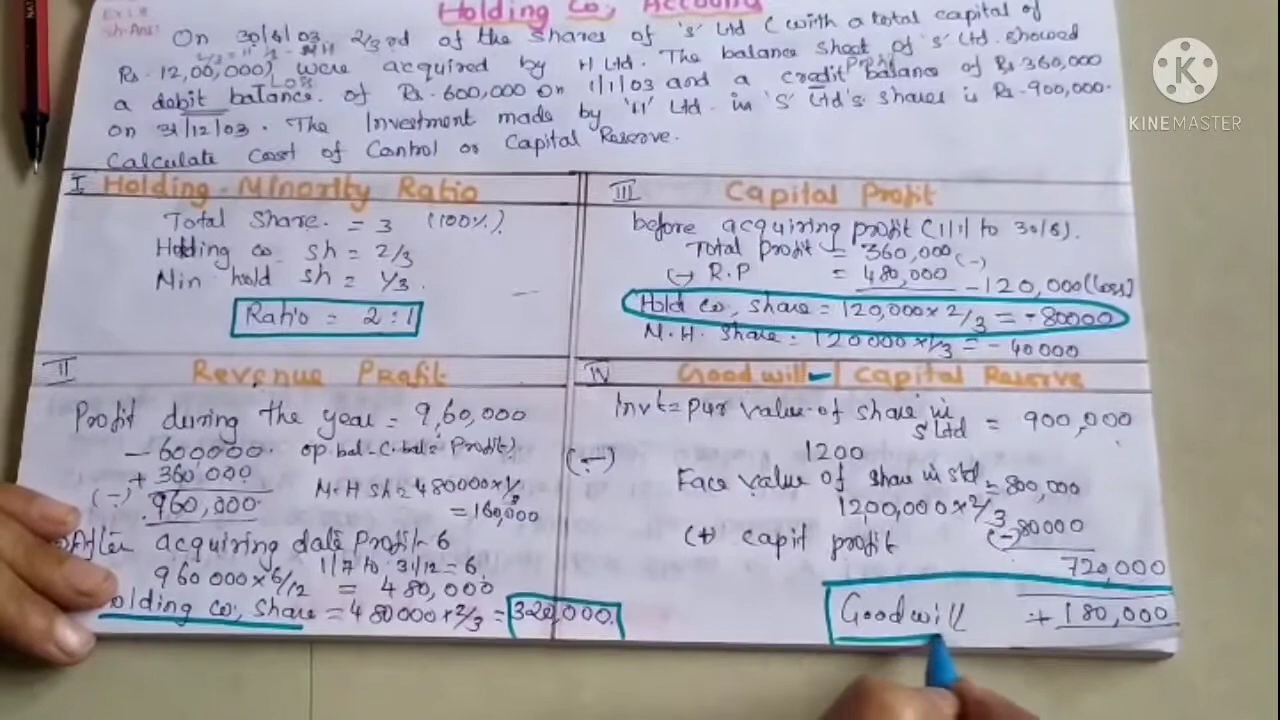 Holding Co, Account
Ex 1.8
On 30/6/03 2/3rd of the shares of 'S' Ltd (with a total capital of
Rs. 12,00,000) were acquired by H Ltd. The balance sheet of 'S' Ltd. showed
a debit balance of Rs. 600,000 on 1/1/03 and a credit balance of Rs. 360,000
on 31/12/03. The Investment made by 'H' Ltd. in 'S' Ltd's shares is Rs. 900,000.
Calculate Cost of Control or Capital Reserve.
I Holding - Minority Ratio
Total Share = 3 (100%)
Holding co sh = 2/3
Min hold sh = 1/3
Ratio = 2:1
II Revenue Profit
Profit during the year = 9,60,000
- 600000. op.bal - C.bal = Profit)
+ 360 000
(-) 960,000.
M.H sh = 480000 x 1/3
= 160,000
After acquiring date Profit - 6
1/7 to 31/12 = 6
960 000 x 6/12 = 480,000
Holding co, share = 480000 x 2/3 = 320,000.
III Capital Profit
before acquiring profit (1/1 to 30/6).
Total profit = 360,000 (-)
(-) R.P = 480,000 - 120,000 (loss)
Hold co, share = 120,000 x 2/3 = - 80000
M.H. share = 120000 x 1/3 = - 40000
IV Goodwill / Capital Reserve
Invt = pur value of share in S Ltd = 900,000
1200
(-)
Face value of share in Std = 800,000
1200,000 x 2/3
(+) capit profit (-) 80000
720,000
Goodwill + 180,000
KINEMASTER